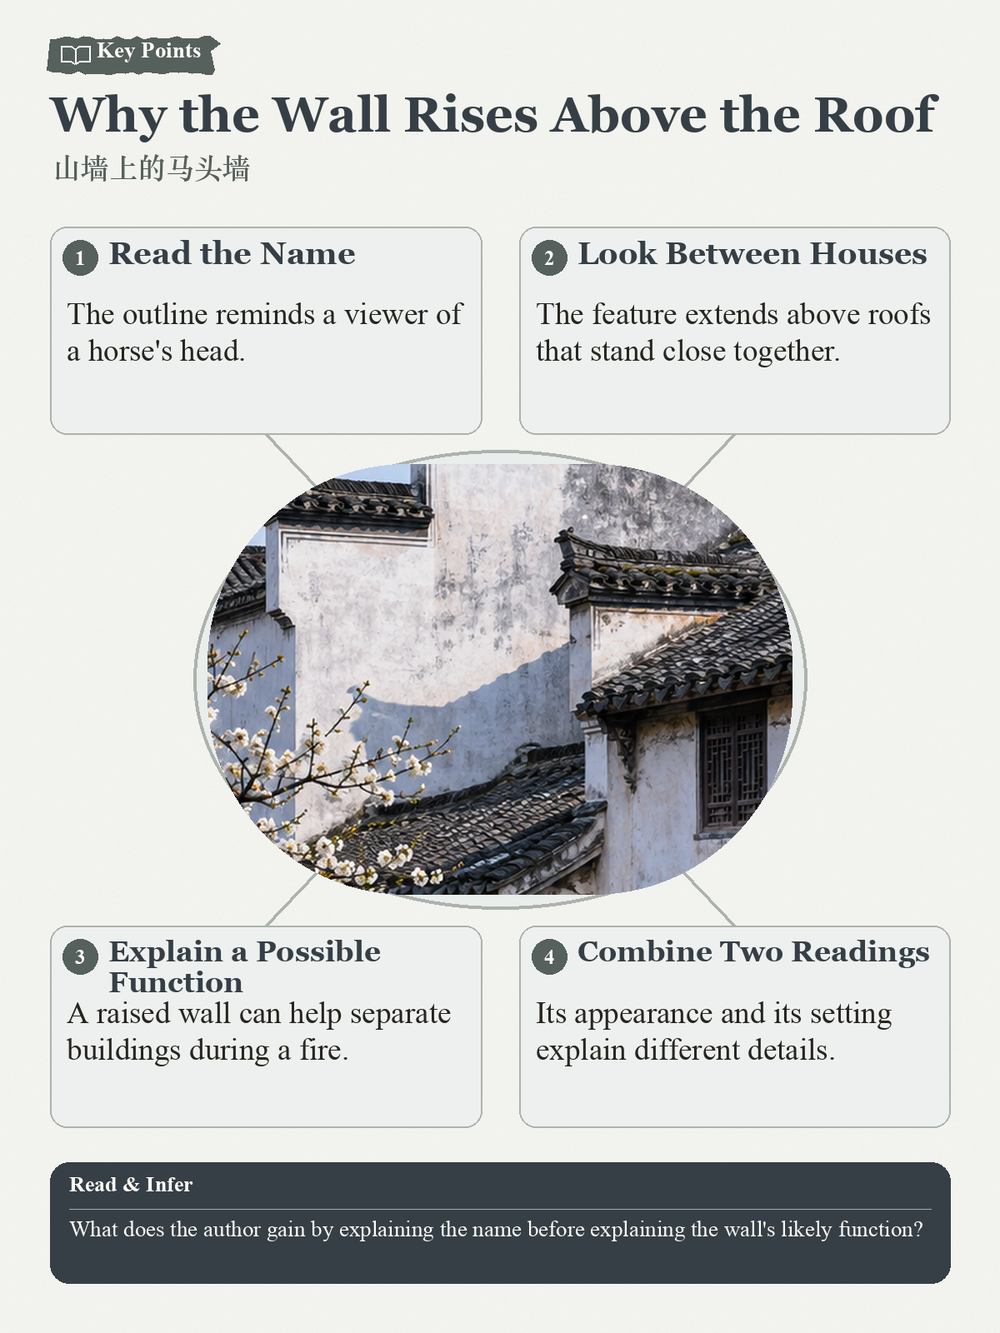 Key Points
Why the Wall Rises Above the Roof
山墙上的马头墙
1 Read the Name
The outline reminds a viewer of
a horse's head.
2 Look Between Houses
The feature extends above roofs
that stand close together.
3 Explain a Possible
Function
A raised wall can help separate
buildings during a fire.
4 Combine Two Readings
Its appearance and its setting
explain different details.
Read & Infer
What does the author gain by explaining the name before explaining the wall's likely function?